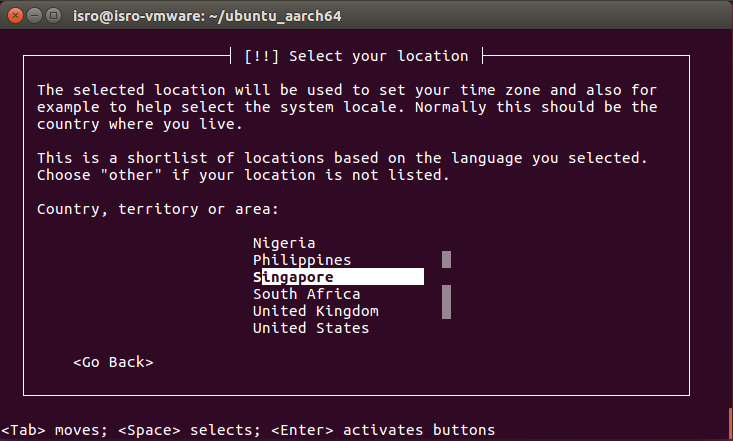 isro@isro-vmware: ~/ubuntu_aarch64
[!!] Select your location
The selected location will be used to set your time zone and also for
example to help select the system locale. Normally this should be the
country where you live.
This is a shortlist of locations based on the language you selected.
Choose "other" if your location is not listed.
Country, territory or area:
Nigeria
Philippines
Singapore
South Africa
United Kingdom
United States
<Go Back>
<Tab> moves; <Space> selects; <Enter> activates buttons